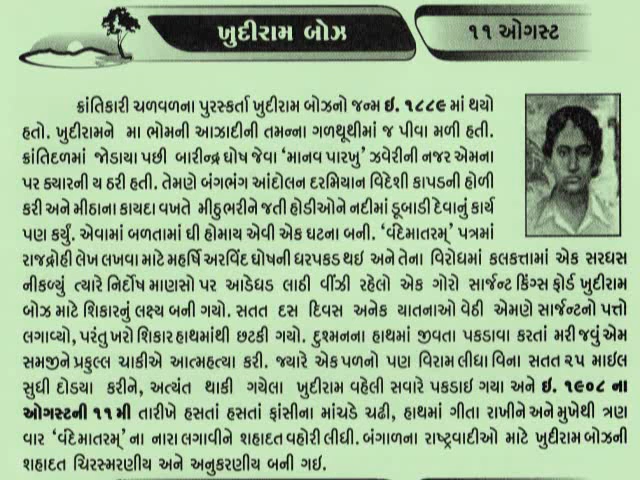 ખુદીરામ બોઝ
૧૧ ઓગસ્ટ
ક્રાંતિકારી ચળવળના પુરસ્કર્તા ખુદીરામ બોઝનો જન્મ ઇ. ૧૮૮૯ માં થયો
હતો. ખુદીરામને મા ભોમની આઝાદીની તમન્ના ગળથૂથીમાં જ પીવા મળી હતી.
ક્રાંતિદળમાં જોડાયા પછી બારીન્દ્ર ઘોષ જેવા ‘માનવ પારખુ’ ઝવેરીની નજર એમના
પર ક્યારની ય ઠરી હતી. તેમણે બંગભંગ આંદોલન દરમિયાન વિદેશી કાપડની હોળી
કરી અને મીઠાના કાયદા વખતે મીઠુભરીને જતી હોડીઓને નદીમાં ડૂબાડી દેવાનું કાર્ય
પણ કર્યું. એવામાં બળતામાં ઘી હોમાય એવી એક ઘટના બની. ‘વંદેમાતરમ્’ પત્રમાં
રાજદ્રોહી લેખ લખવા માટે મહર્ષિ અરવિંદ ઘોષની ધરપકડ થઇ અને તેના વિરોધમાં કલકત્તામાં એક સરઘસ
નીકળ્યું ત્યારે નિર્દોષ માણસો પર આડેધડ લાઠી વીંઝી રહેલો એક ગોરો સાર્જન્ટ કિંગ્સ ફોર્ડ ખુદીરામ
બોઝ માટે શિકારનું લક્ષ્ય બની ગયો. સતત દસ દિવસ અનેક યાતનાઓ વેઠી એમણે સાર્જન્ટનો પત્તો
લગાવ્યો, પરંતુ ખરો શિકાર હાથમાંથી છટકી ગયો. દુશ્મનના હાથમાં જીવતા પકડાવા કરતાં મરી જવું એમ
સમજીને પ્રફુલ્લ ચાકીએ આત્મહત્યા કરી. જ્યારે એક પળનો પણ વિરામ લીધા વિના સતત ૨૫ માઇલ
સુધી દોડયા કરીને, અત્યંત થાકી ગયેલા ખુદીરામ વહેલી સવારે પકડાઇ ગયા અને ઇ. ૧૯૦૮ ના
ઓગસ્ટની ૧૧ મી તારીખે હસતાં હસતાં ફાંસીના માંચડે ચઢી, હાથમાં ગીતા રાખીને અને મુખેથી ત્રણ
વાર ‘વંદેમાતરમ્’ ના નારા લગાવીને શહાદત વહોરી લીધી. બંગાળના રાષ્ટ્રવાદીઓ માટે ખુદીરામ બોઝની
શહાદત ચિરસ્મરણીય અને અનુકરણીય બની ગઇ.